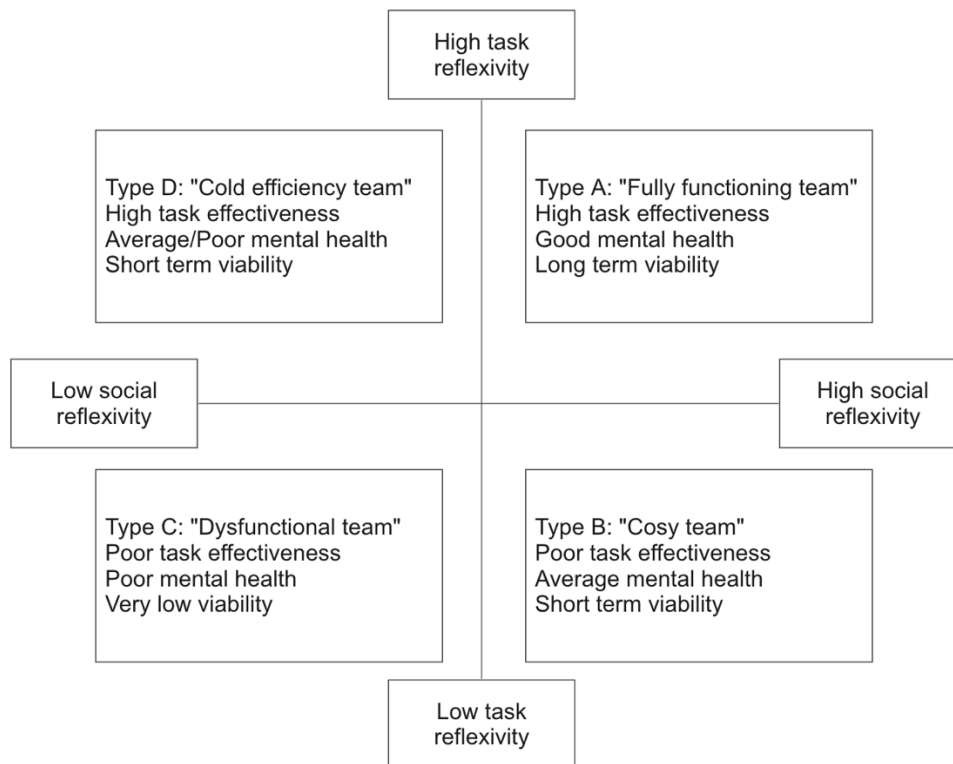 High task
reflexivity
Type D: "Cold efficiency team"
High task effectiveness
Average/Poor mental health
Short term viability
Type A: "Fully functioning team"
High task effectiveness
Good mental health
Long term viability
Low social
reflexivity
High social
reflexivity
Type C: "Dysfunctional team"
Poor task effectiveness
Poor mental health
Very low viability
Type B: "Cosy team"
Poor task effectiveness
Average mental health
Short term viability
Low task
reflexivity